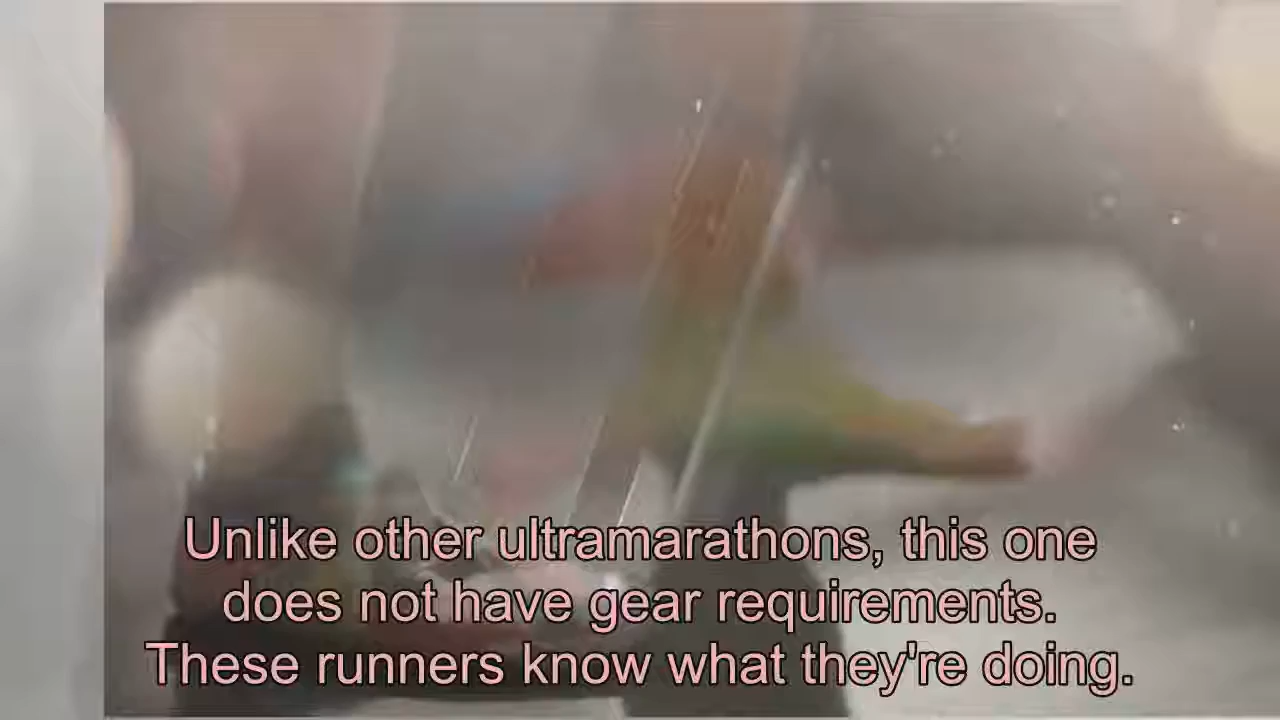 Unlike other ultramarathons, this one
does not have gear requirements.
These runners know what they're doing.